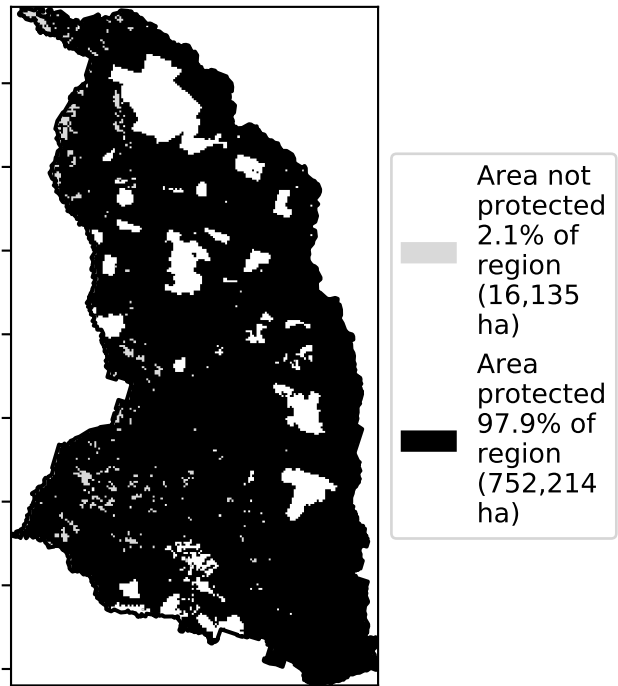 Area not
protected
2.1% of
region
(16,135
ha)
Area
protected
97.9% of
region
(752,214
ha)